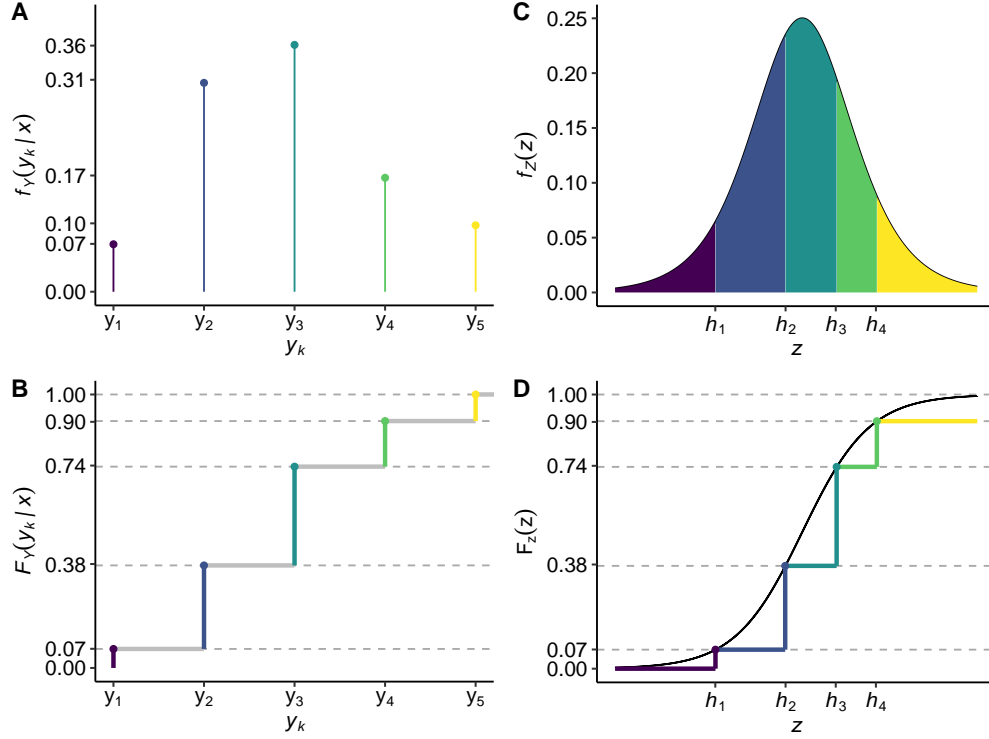 A
0.36
0.31
0.17
0.10
0.07
0.00
f_Y(y_k | x)
y₁ y₂ y₃ y₄ y₅
y_k
C
0.25
0.20
0.15
0.10
0.05
0.00
f_Z(z)
h₁ h₂ h₃ h₄
z
B
1.00
0.90
0.74
0.38
0.07
0.00
F_Y(y_k | x)
y₁ y₂ y₃ y₄ y₅
y_k
D
1.00
0.90
0.74
0.38
0.07
0.00
F_z(z)
h₁ h₂ h₃ h₄
z